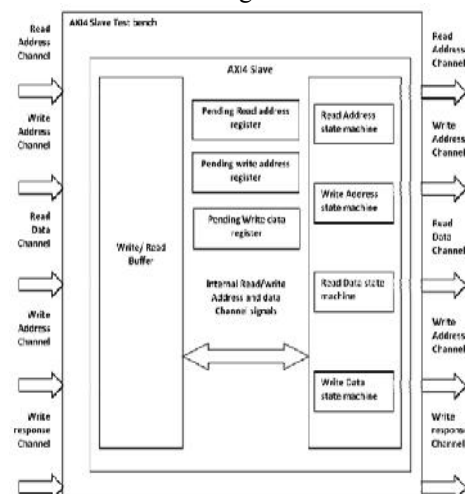 AXI4 Slave Test bench
Read
Address
Channel
Write
Address
Channel
Read
Data
Channel
Write
Address
Channel
Write
response
Channel
AXI4 Slave
Write/ Read
Buffer
Pending Read address
register
Pending write address
register
Pending Write data
register
Internal Read/write
Address and data
Channel signals
Read Address
state machine
Write Address
state machine
Read Data state
machine
Write Data
state machine
Read
Address
Channel
Write
Address
Channel
Read
Data
Channel
Write
Address
Channel
Write
response
Channel